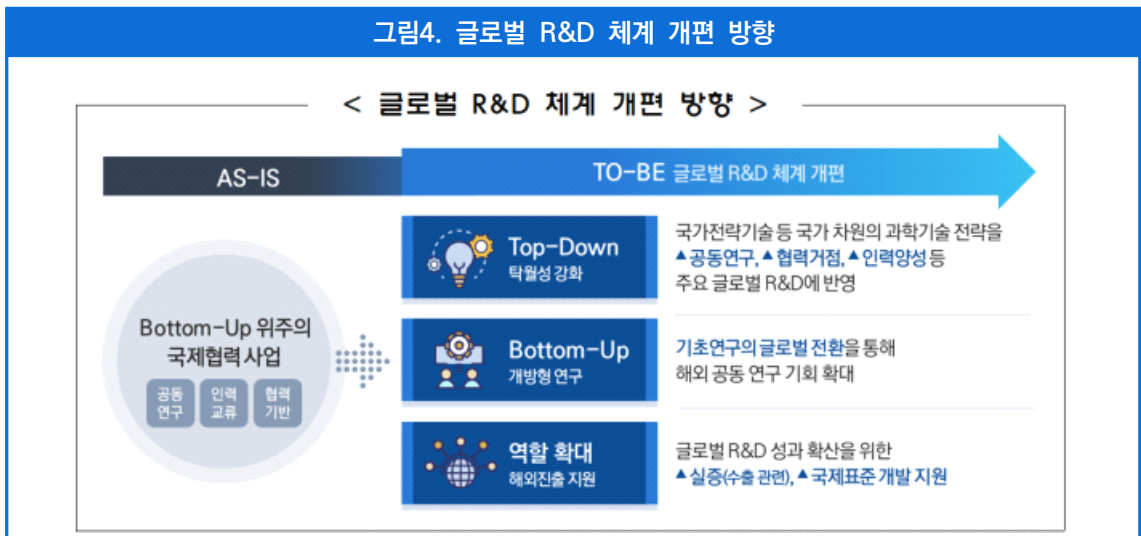 그림4. 글로벌 R&D 체계 개편 방향
< 글로벌 R&D 체계 개편 방향 >
AS-IS
TO-BE 글로벌 R&D 체계 개편
Bottom-Up 위주의
국제협력 사업
공동
연구
인력
교류
협력
기반
Top-Down
탁월성 강화
국가전략기술 등 국가 차원의 과학기술 전략을
▲공동연구, ▲협력거점, ▲인력양성 등
주요 글로벌 R&D에 반영
Bottom-Up
개방형 연구
기초연구의 글로벌 전환을 통해
해외 공동 연구 기회 확대
역할 확대
해외진출 지원
글로벌 R&D 성과 확산을 위한
▲실증(수출 관련), ▲국제표준 개발 지원